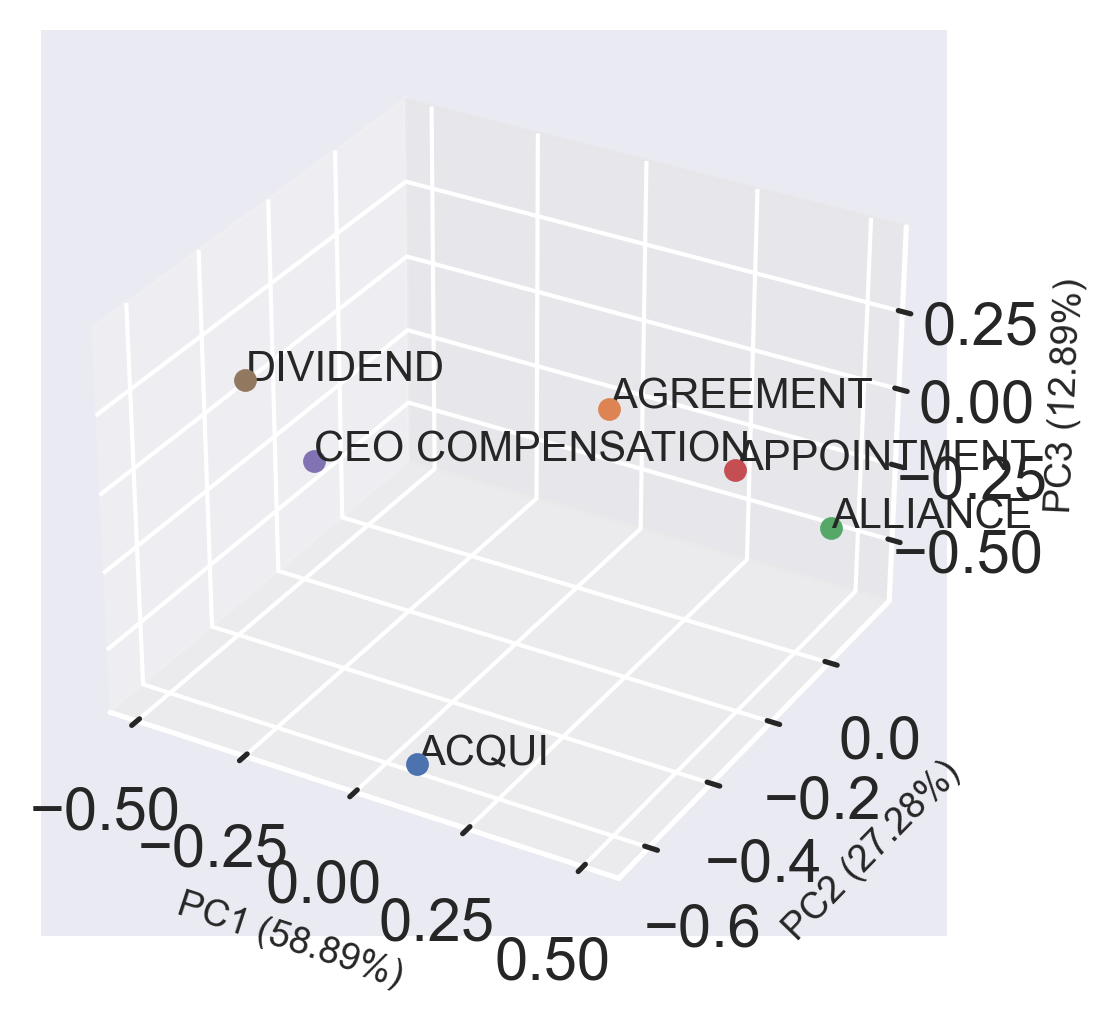 0.25
DIVIDEND
AGREEMENT
0.00
CEO COMPENSATION
APPOINTMENT
−0.25
PC3 (12.89%)
ALLIANCE
−0.50
ACQUI
0.0
−0.2
−0.4
−0.6
PC2 (27.28%)
−0.50
−0.25
0.00
0.25
0.50
PC1 (58.89%)